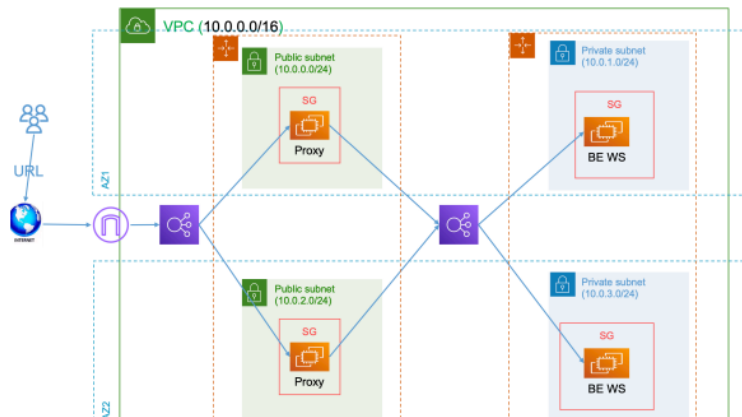 VPC (10.0.0.0/16)
Public subnet
(10.0.0.0/24)
SG
Proxy
Private subnet
(10.0.1.0/24)
SG
BE WS
AZ1
URL
INTERNET
Public subnet
(10.0.2.0/24)
SG
Proxy
Private subnet
(10.0.3.0/24)
SG
BE WS
AZ2